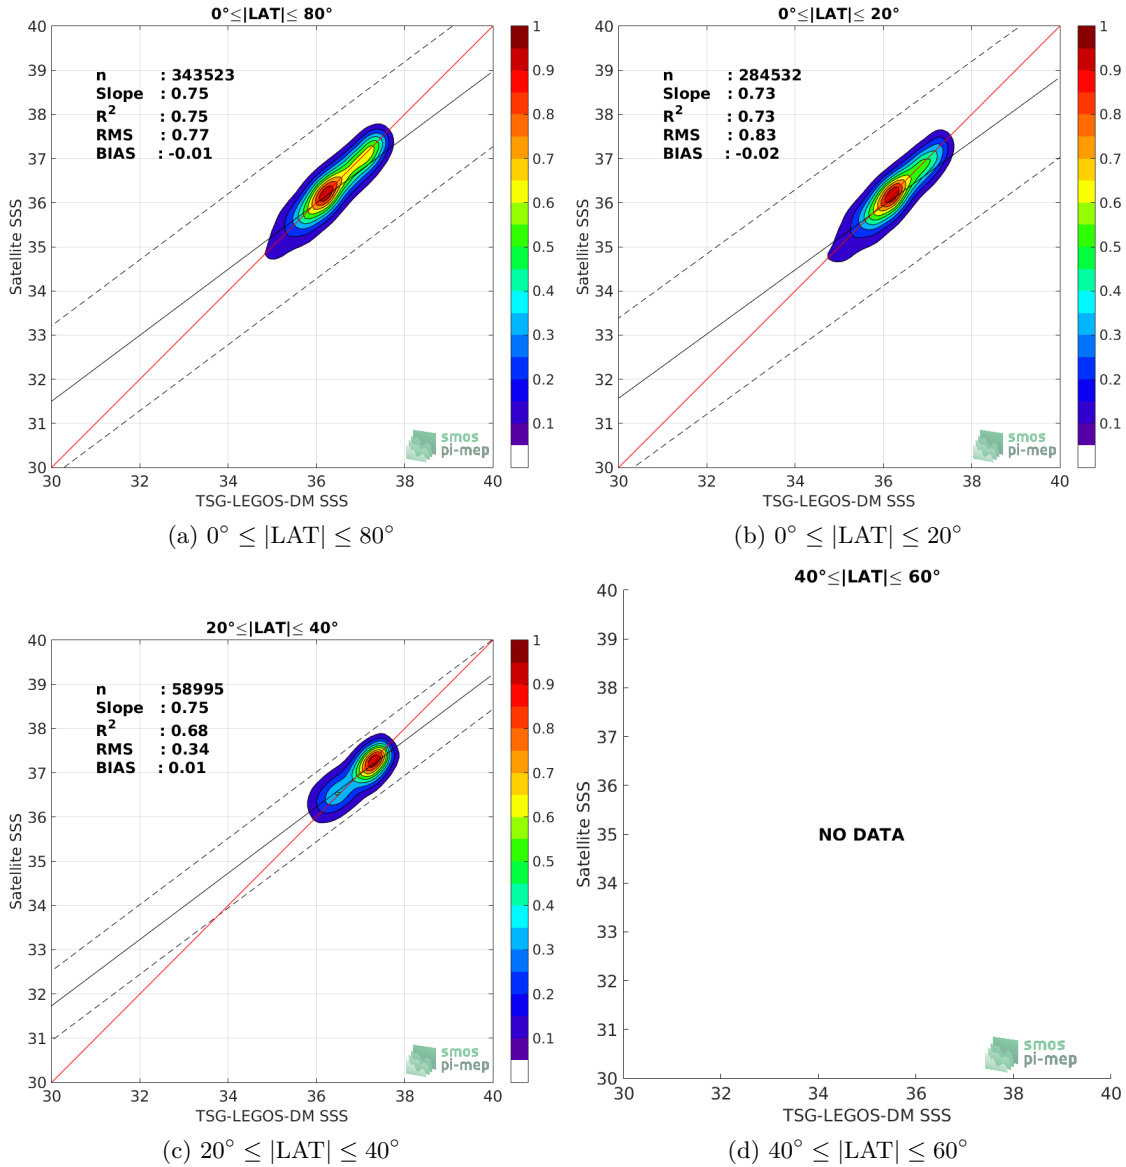 0°≤|LAT|≤ 80°
40
39
38
37
36
35
34
33
32
31
30
Satellite SSS
n : 343523
Slope : 0.75
R2 : 0.75
RMS : 0.77
BIAS : -0.01
smos
pi-mep
30 32 34 36 38 40
TSG-LEGOS-DM SSS
1
0.9
0.8
0.7
0.6
0.5
0.4
0.3
0.2
0.1
(a) 0° ≤ |LAT| ≤ 80°
0°≤|LAT|≤ 20°
40
39
38
37
36
35
34
33
32
31
30
Satellite SSS
n : 284532
Slope : 0.73
R2 : 0.73
RMS : 0.83
BIAS : -0.02
smos
pi-mep
30 32 34 36 38 40
TSG-LEGOS-DM SSS
1
0.9
0.8
0.7
0.6
0.5
0.4
0.3
0.2
0.1
(b) 0° ≤ |LAT| ≤ 20°
20°≤|LAT|≤ 40°
40
39
38
37
36
35
34
33
32
31
30
Satellite SSS
n : 58995
Slope : 0.75
R2 : 0.68
RMS : 0.34
BIAS : 0.01
smos
pi-mep
30 32 34 36 38 40
TSG-LEGOS-DM SSS
1
0.9
0.8
0.7
0.6
0.5
0.4
0.3
0.2
0.1
(c) 20° ≤ |LAT| ≤ 40°
40°≤|LAT|≤ 60°
40
39
38
37
36
35
34
33
32
31
30
Satellite SSS
NO DATA
smos
pi-mep
30 32 34 36 38 40
TSG-LEGOS-DM SSS
(d) 40° ≤ |LAT| ≤ 60°